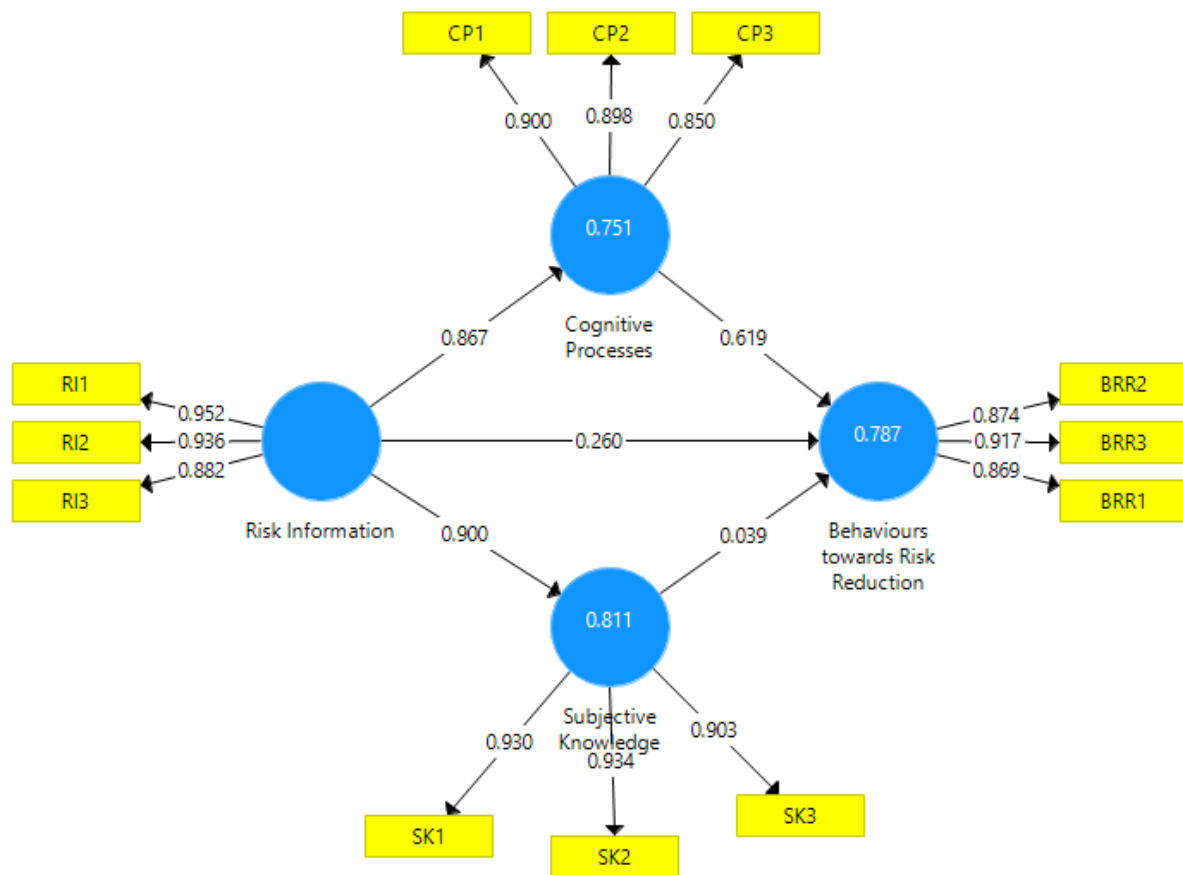 CP1
CP2
CP3
0.900
0.898
0.850
0.751
Cognitive
Processes
0.867
0.619
RI1
RI2
RI3
0.952
0.936
0.882
Risk Information
0.260
0.787
Behaviours
towards Risk
Reduction
0.874
0.917
0.869
BRR2
BRR3
BRR1
0.900
0.039
0.811
Subjective
Knowledge
0.930
0.934
0.903
SK1
SK2
SK3